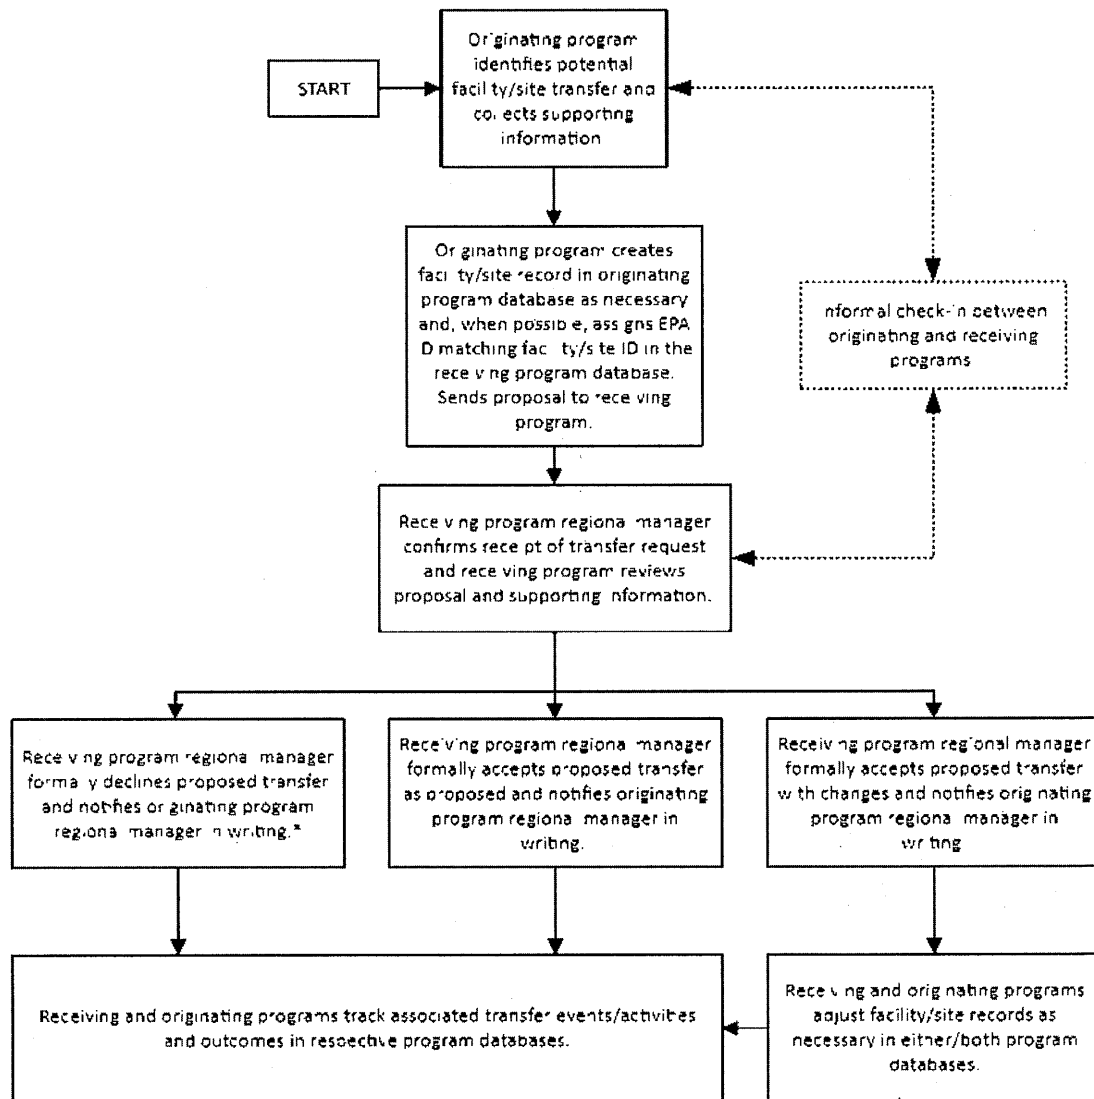 START
Originating program
identifies potential
facility/site transfer and
collects supporting
information
Originating program creates
facility/site record in originating
program database as necessary
and, when possible, assigns EPA
ID matching facility/site ID in the
receiving program database.
Sends proposal to receiving
program.
Informal check-in between
originating and receiving
programs
Receiving program regional manager
confirms receipt of transfer request
and receiving program reviews
proposal and supporting information.
Receiving program regional manager
formally declines proposed transfer
and notifies originating program
regional manager in writing.*
Receiving program regional manager
formally accepts proposed transfer
as proposed and notifies originating
program regional manager in
writing.
Receiving program regional manager
formally accepts proposed transfer
with changes and notifies originating
program regional manager in
writing
Receiving and originating programs track associated transfer events/activities
and outcomes in respective program databases.
Receiving and originating programs
adjust facility/site records as
necessary in either/both program
databases.